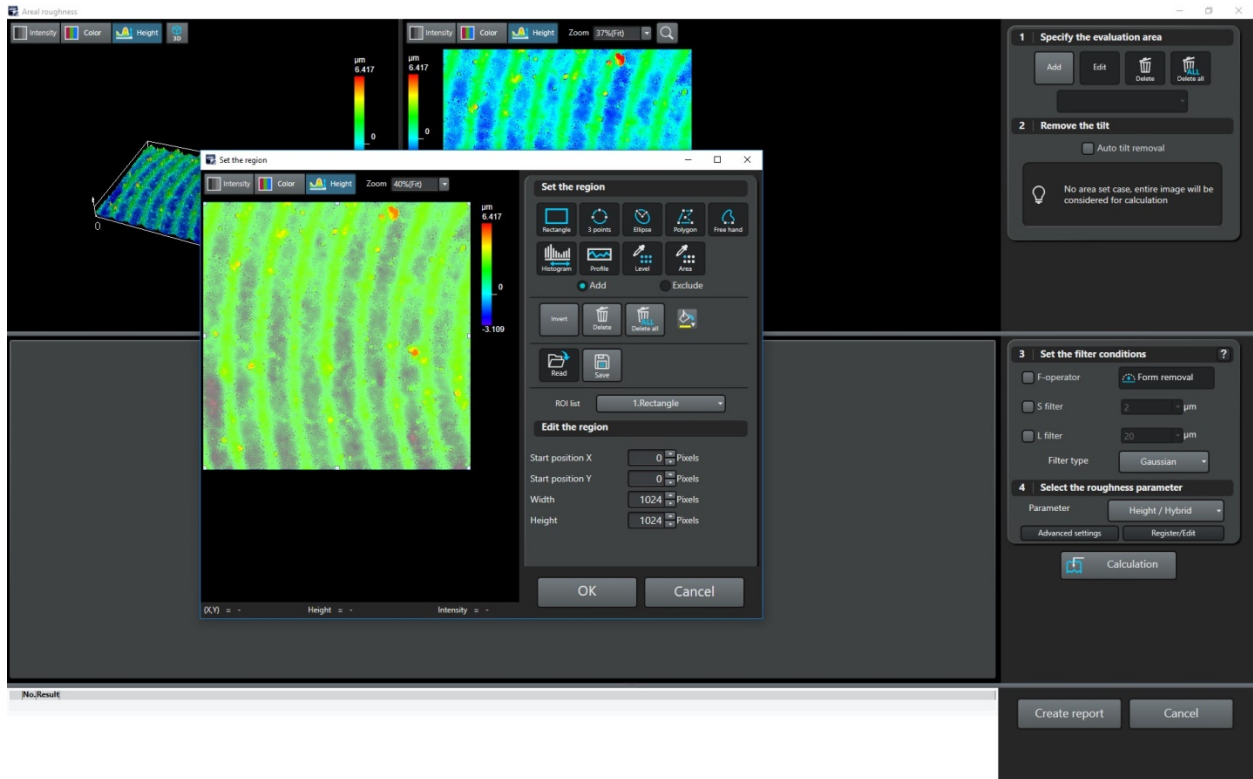 Areal roughness
Intensity Color Height 3D
µm
6.417
0
0
Intensity Color Height Zoom 37%(Fit)
µm
6.417
0
Set the region
Intensity Color Height Zoom 40%(Fit)
µm
6.417
0
-3.109
(X,Y) = - Height = - Intensity = -
Set the region
Rectangle 3 points Ellipse Polygon Free hand
Histogram Profile Level Area
Add Exclude
Invert Delete ALL Delete all
Read Save
ROI list 1.Rectangle
Edit the region
Start position X 0 Pixels
Start position Y 0 Pixels
Width 1024 Pixels
Height 1024 Pixels
OK Cancel
1 Specify the evaluation area
Add Edit Delete ALL Delete all
2 Remove the tilt
Auto tilt removal
No area set case, entire image will be
considered for calculation
3 Set the filter conditions ?
F-operator Form removal
S filter 2 µm
L filter 20 µm
Filter type Gaussian
4 Select the roughness parameter
Parameter Height / Hybrid
Advanced settings Register/Edit
Calculation
No. Result
Create report Cancel